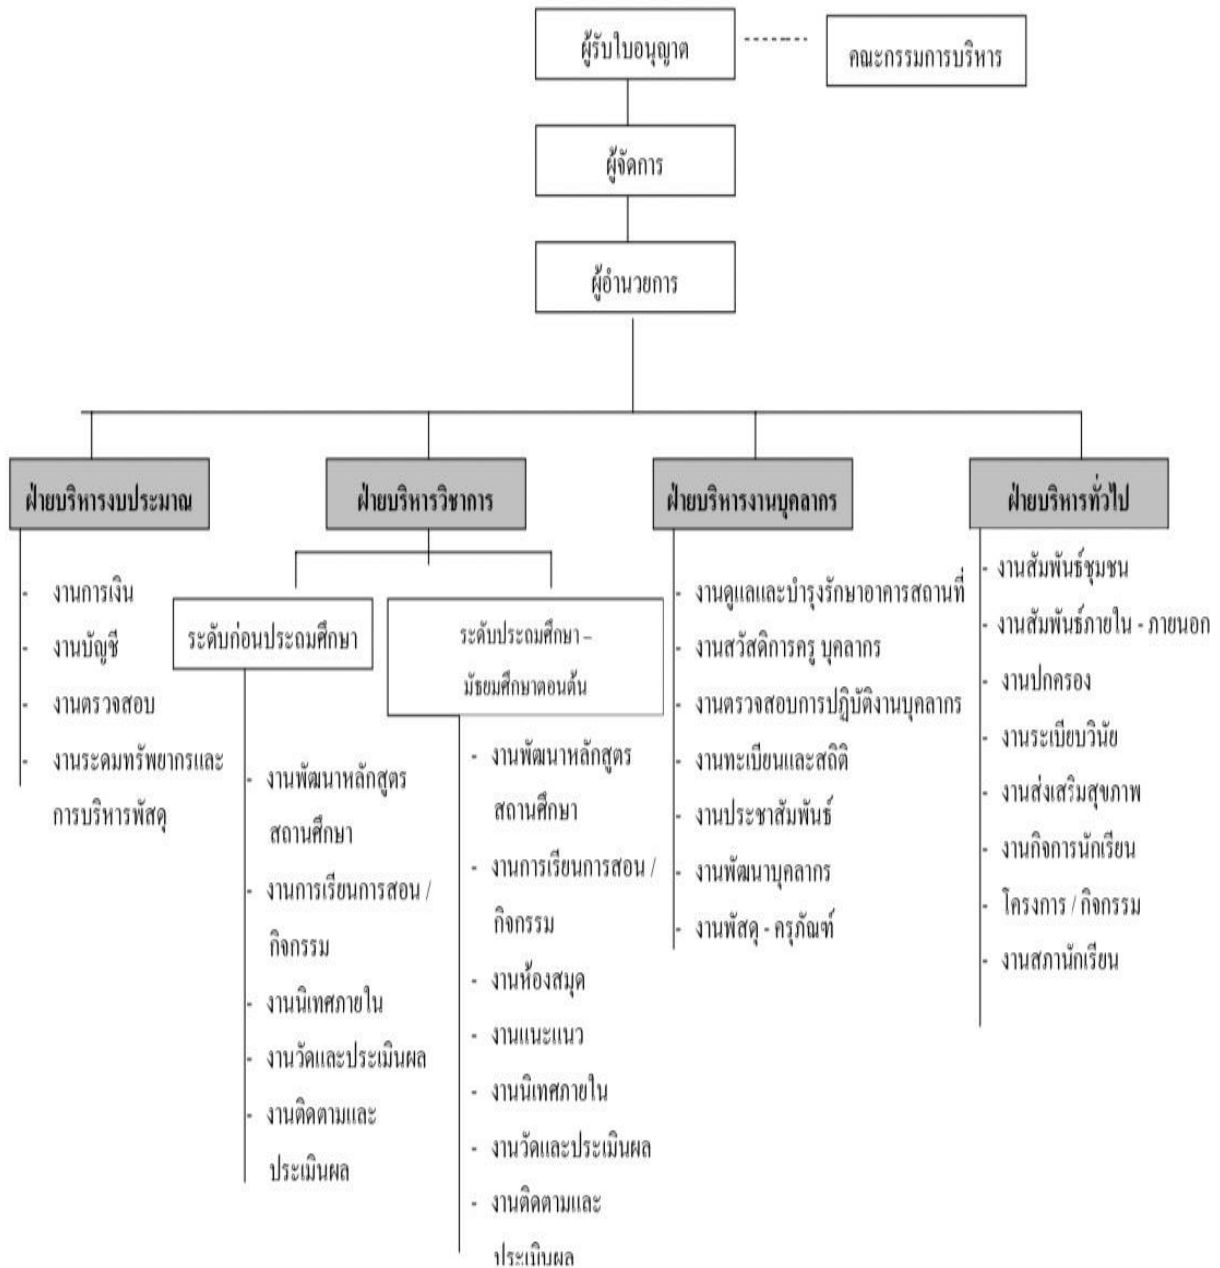 ผู้รับใบอนุญาต
คณะกรรมการบริหาร
ผู้จัดการ
ผู้อำนวยการ
ฝ่ายบริหารงบประมาณ
- งานการเงิน
- งานบัญชี
- งานตรวจสอบ
- งานระดมทรัพยากรและ
การบริหารพัสดุ
ฝ่ายบริหารวิชาการ
ระดับก่อนประถมศึกษา
- งานพัฒนาหลักสูตร
สถานศึกษา
- งานการเรียนการสอน /
กิจกรรม
- งานนิเทศภายใน
- งานวัดและประเมินผล
- งานติดตามและ
ประเมินผล
ระดับประถมศึกษา –
มัธยมศึกษาตอนต้น
- งานพัฒนาหลักสูตร
สถานศึกษา
- งานการเรียนการสอน /
กิจกรรม
- งานห้องสมุด
- งานแนะแนว
- งานนิเทศภายใน
- งานวัดและประเมินผล
- งานติดตามและ
ประเมินผล
ฝ่ายบริหารงานบุคลากร
- งานดูแลและบำรุงรักษาอาคารสถานที่
- งานสวัสดิการครู บุคลากร
- งานตรวจสอบการปฏิบัติงานบุคลากร
- งานทะเบียนและสถิติ
- งานประชาสัมพันธ์
- งานพัฒนาบุคลากร
- งานพัสดุ - ครุภัณฑ์
ฝ่ายบริหารทั่วไป
- งานสัมพันธ์ชุมชน
- งานสัมพันธ์ภายใน - ภายนอก
- งานปกครอง
- งานระเบียบวินัย
- งานส่งเสริมสุขภาพ
- งานกิจการนักเรียน
- โครงการ / กิจกรรม
- งานสภานักเรียน